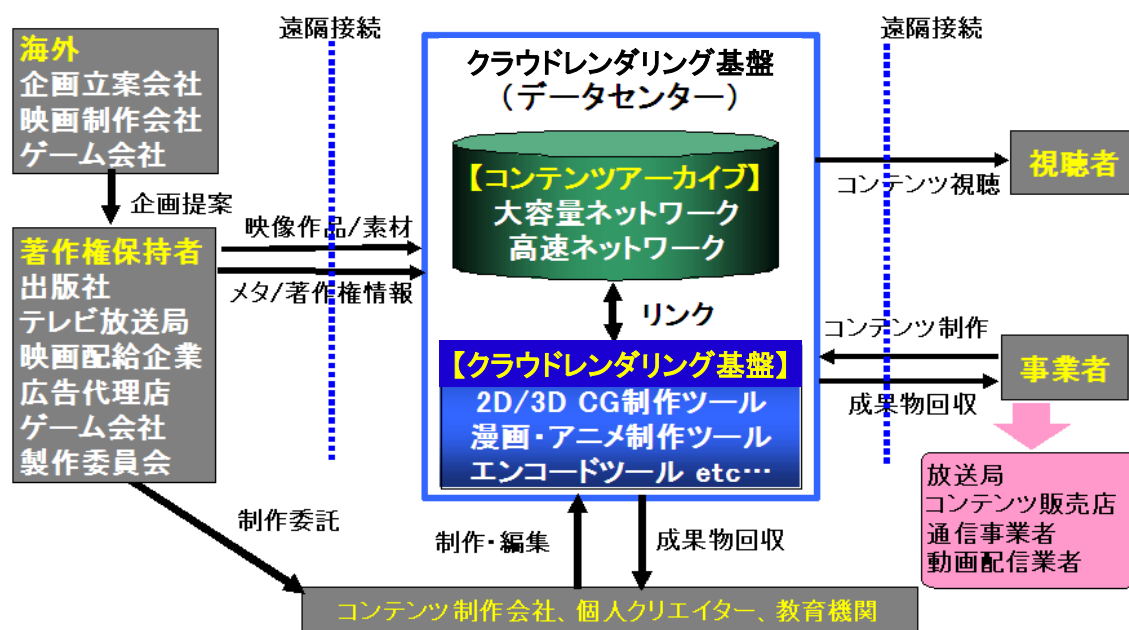 海外
企画立案会社
映画制作会社
ゲーム会社
企画提案
著作権保持者
出版社
テレビ放送局
映画配給企業
広告代理店
ゲーム会社
製作委員会
遠隔接続
映像作品/素材
メタ/著作権情報
制作委託
クラウドレンダリング基盤
（データセンター）
【コンテンツアーカイブ】
大容量ネットワーク
高速ネットワーク
リンク
【クラウドレンダリング基盤】
2D/3D CG制作ツール
漫画・アニメ制作ツール
エンコードツール etc…
制作・編集
成果物回収
コンテンツ制作会社、個人クリエイター、教育機関
遠隔接続
コンテンツ視聴
視聴者
コンテンツ制作
成果物回収
事業者
放送局
コンテンツ販売店
通信事業者
動画配信業者